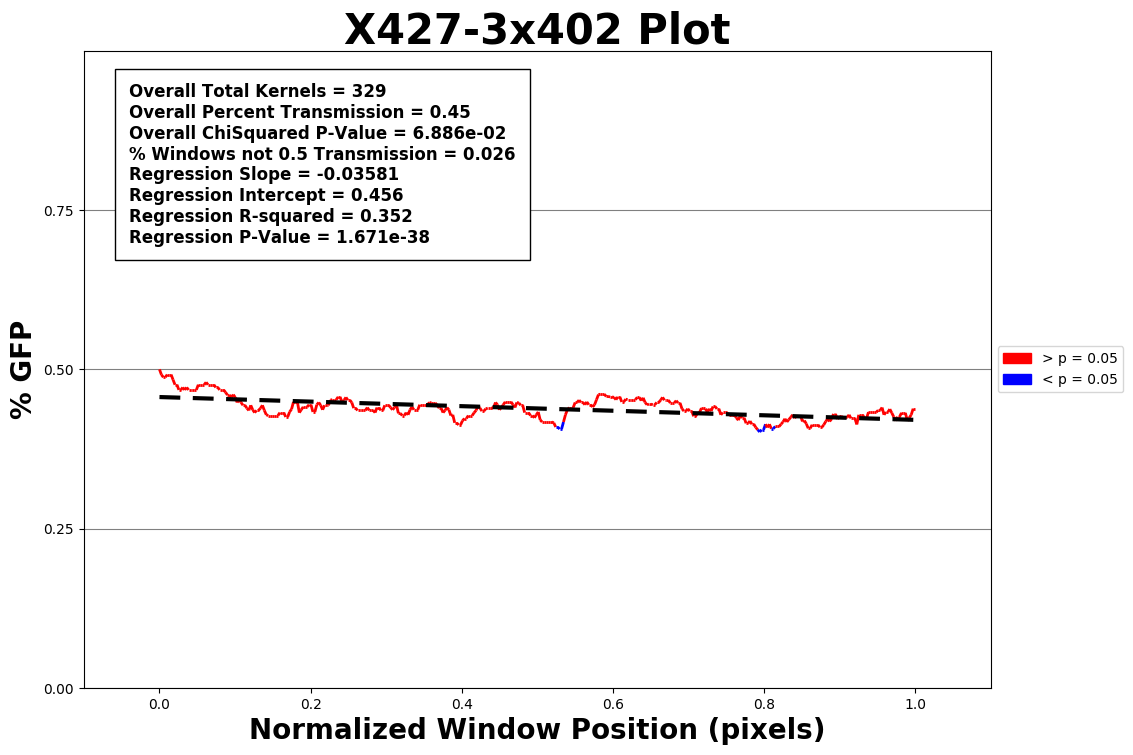 X427-3x402 Plot
Overall Total Kernels = 329
Overall Percent Transmission = 0.45
Overall ChiSquared P-Value = 6.886e-02
% Windows not 0.5 Transmission = 0.026
Regression Slope = -0.03581
Regression Intercept = 0.456
Regression R-squared = 0.352
Regression P-Value = 1.671e-38
% GFP
0.75
0.50
0.25
0.00
> p = 0.05
< p = 0.05
0.0 0.2 0.4 0.6 0.8 1.0
Normalized Window Position (pixels)